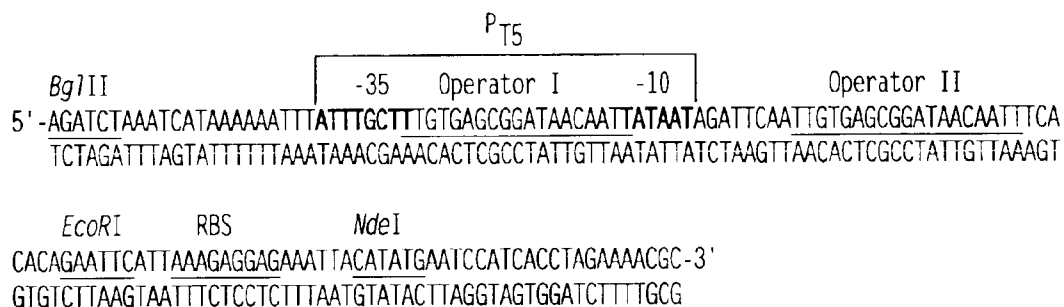 P T5
BglII -35 Operator I -10 Operator II
5'-AGATCTAAATCATAAAAAATTTATTTGCTTTGTGAGCGGATAACAATTATAATAGATTCAATTGTGAGCGGATAACAATTTCA
TCTAGATTTAGTATTTTTTAAATAAACGAAACACTCGCCTATTGTTAATATTATCTAAGTTAACACTCGCCTATTGTTAAAGT
EcoRI RBS NdeI
CACAGAATTCATTAAAGAGGAGAAATTACATATGAATCCATCACCTAGAAAACGC-3'
GTGTCTTAAGTAATTTCTCCTCTTTAATGTATACTTAGGTAGTGGATCTTTTGCG